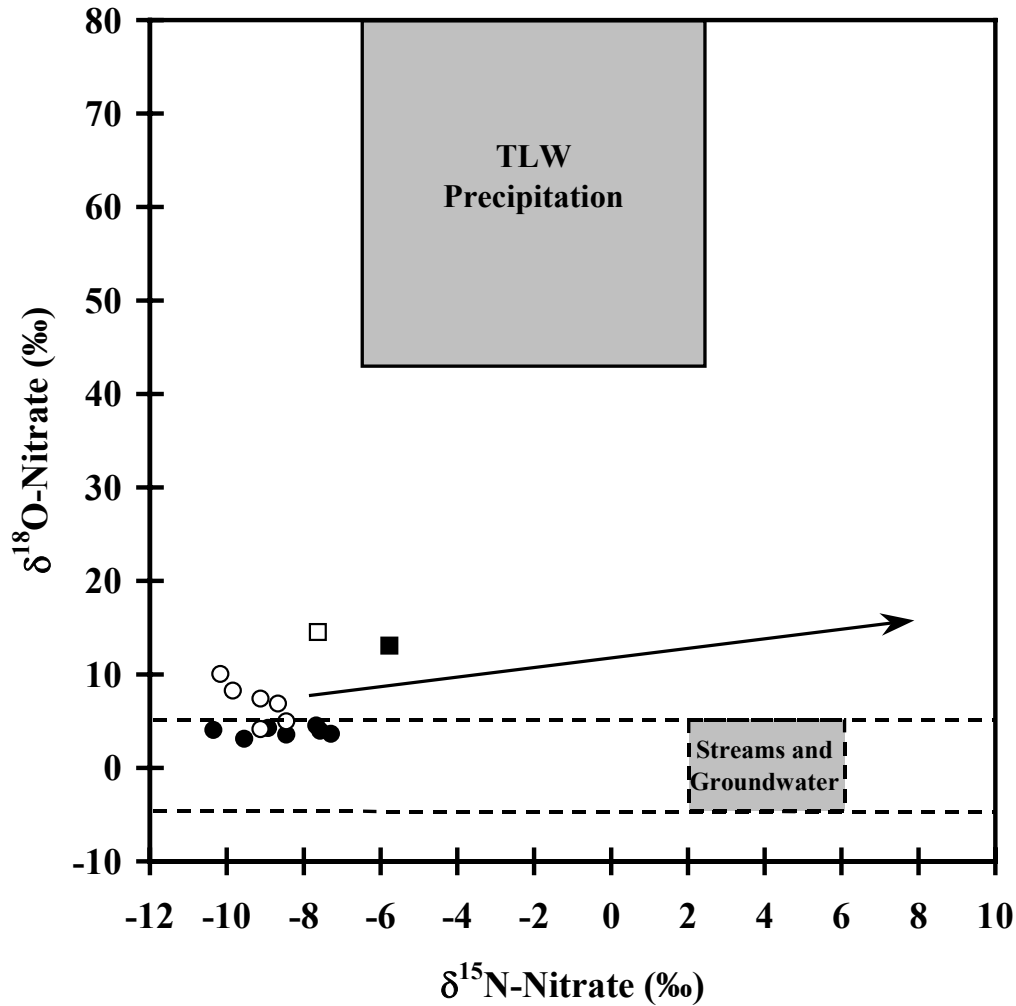 80
70
60
50
40
30
20
10
0
-10
δ18O-Nitrate (‰)
TLW
Precipitation
Streams and
Groundwater
-12 -10 -8 -6 -4 -2 0 2 4 6 8 10
δ15N-Nitrate (‰)